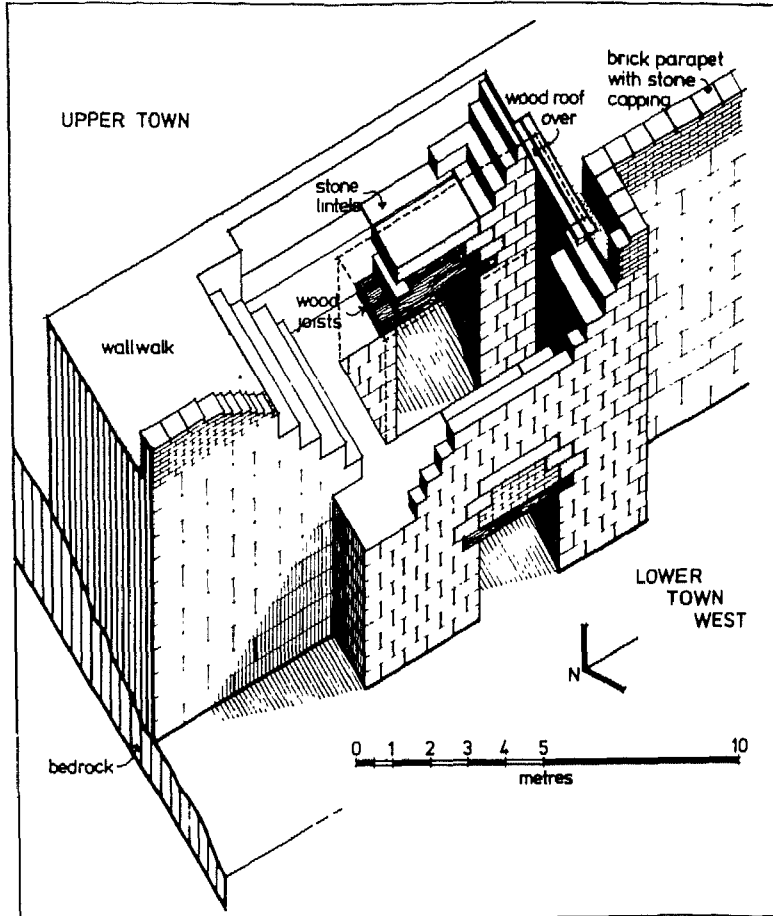 brick parapet
with stone
capping
wood roof
over
UPPER TOWN
stone
lintels
wood
joists
wallwalk
LOWER
TOWN
WEST
N
bedrock
0 1 2 3 4 5 10
metres